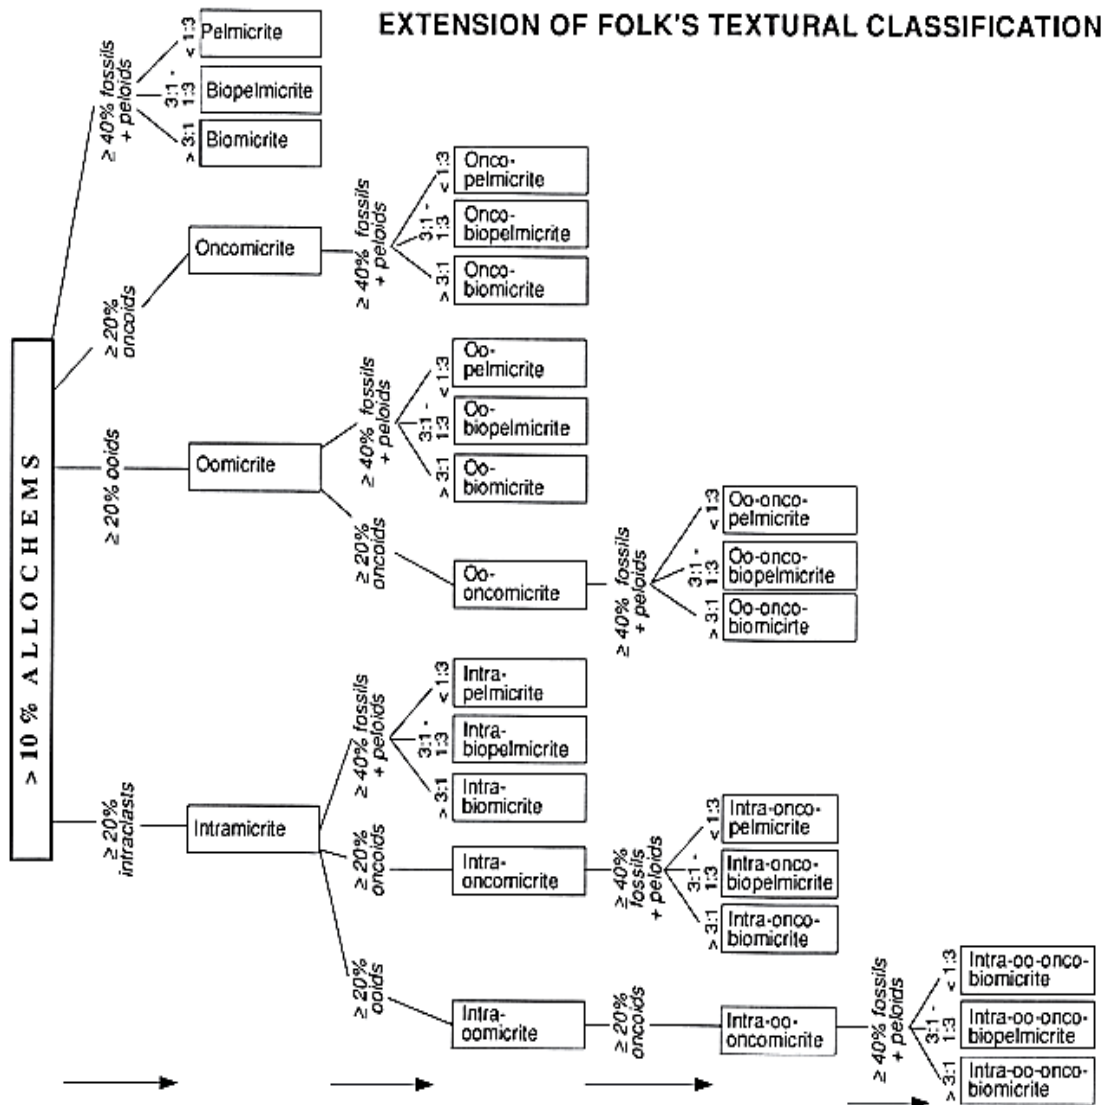 EXTENSION OF FOLK'S TEXTURAL CLASSIFICATION
> 10 % ALLOCHEMS
≥ 40% fossils
+ peloids
< 1:3
Pelmicrite
3:1 -
1:3
Biopelmicrite
> 3:1
Biomicrite
≥ 20%
oncoids
Oncomicrite
≥ 40% fossils
+ peloids
< 1:3
Onco-
pelmicrite
3:1 -
1:3
Onco-
biopelmicrite
> 3:1
Onco-
biomicrite
≥ 20% ooids
Oomicrite
≥ 40% fossils
+ peloids
< 1:3
Oo-
pelmicrite
3:1 -
1:3
Oo-
biopelmicrite
> 3:1
Oo-
biomicrite
≥ 20%
oncoids
Oo-
oncomicrite
≥ 40% fossils
+ peloids
< 1:3
Oo-onco-
pelmicrite
3:1 -
1:3
Oo-onco-
biopelmicrite
> 3:1
Oo-onco-
biomicirte
≥ 20%
intraclasts
Intramicrite
≥ 40% fossils
+ peloids
< 1:3
Intra-
pelmicrite
3:1 -
1:3
Intra-
biopelmicrite
> 3:1
Intra-
biomicrite
≥ 20%
oncoids
Intra-
oncomicrite
≥ 40%
fossils
+ peloids
< 1:3
Intra-onco-
pelmicrite
3:1 -
1:3
Intra-onco-
biopelmicrite
> 3:1
Intra-onco-
biomicrite
≥ 20%
ooids
Intra-
oomicrite
≥ 20%
oncoids
Intra-oo-
oncomicrite
≥ 40% fossils
+ peloids
< 1:3
Intra-oo-onco-
biomicrite
3:1 -
1:3
Intra-oo-onco-
biopelmicrite
> 3:1
Intra-oo-onco-
biomicrite